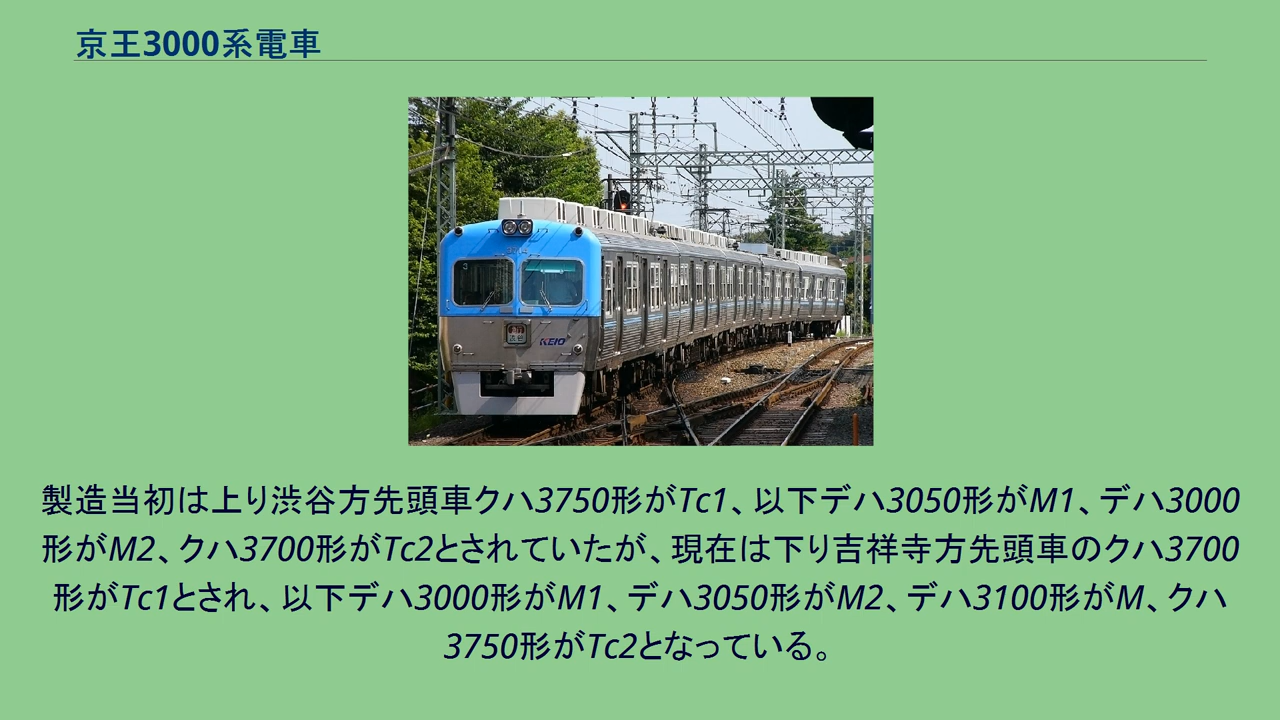 京王3000系電車
3
KEIO
製造当初は上り渋谷方先頭車クハ3750形がTc1、以下デハ3050形がM1、デハ3000
形がM2、クハ3700形がTc2とされていたが、現在は下り吉祥寺方先頭車のクハ3700
形がTc1とされ、以下デハ3000形がM1、デハ3050形がM2、デハ3100形がM、クハ
3750形がTc2となっている。